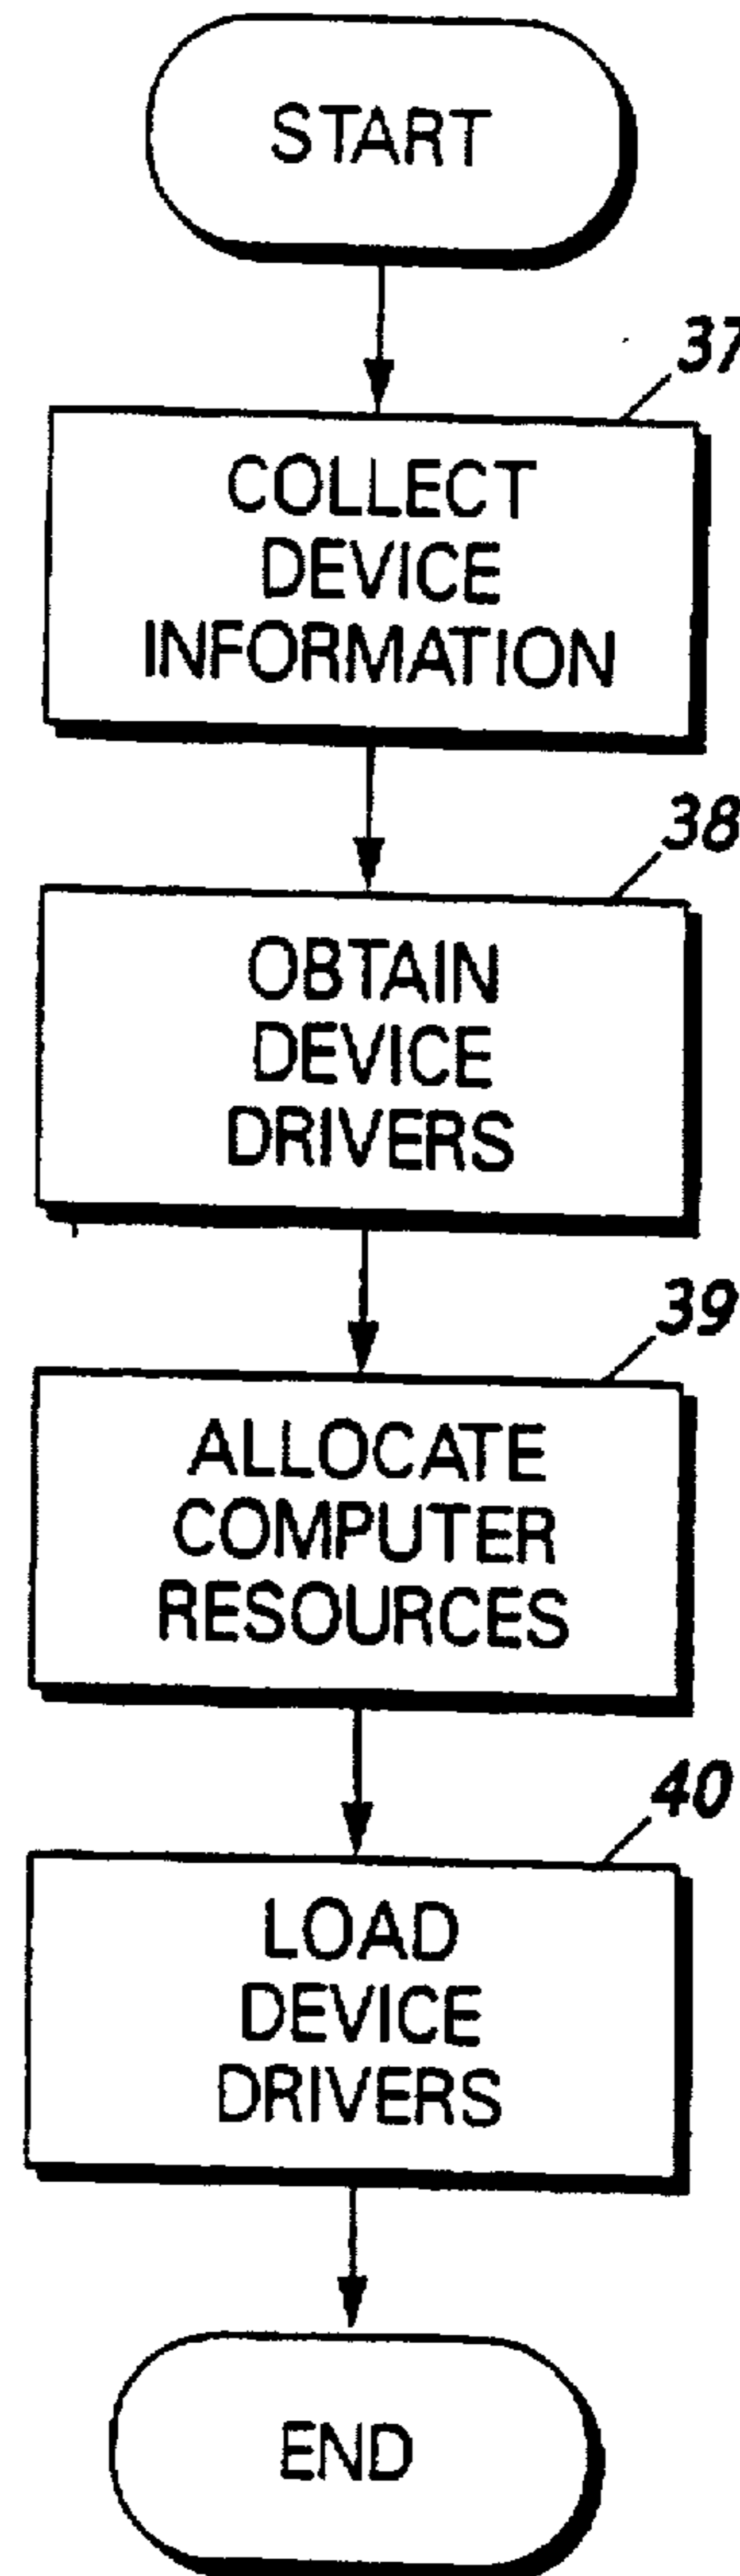 START
37
COLLECT
DEVICE
INFORMATION
38
OBTAIN
DEVICE
DRIVERS
39
ALLOCATE
COMPUTER
RESOURCES
40
LOAD
DEVICE
DRIVERS
END